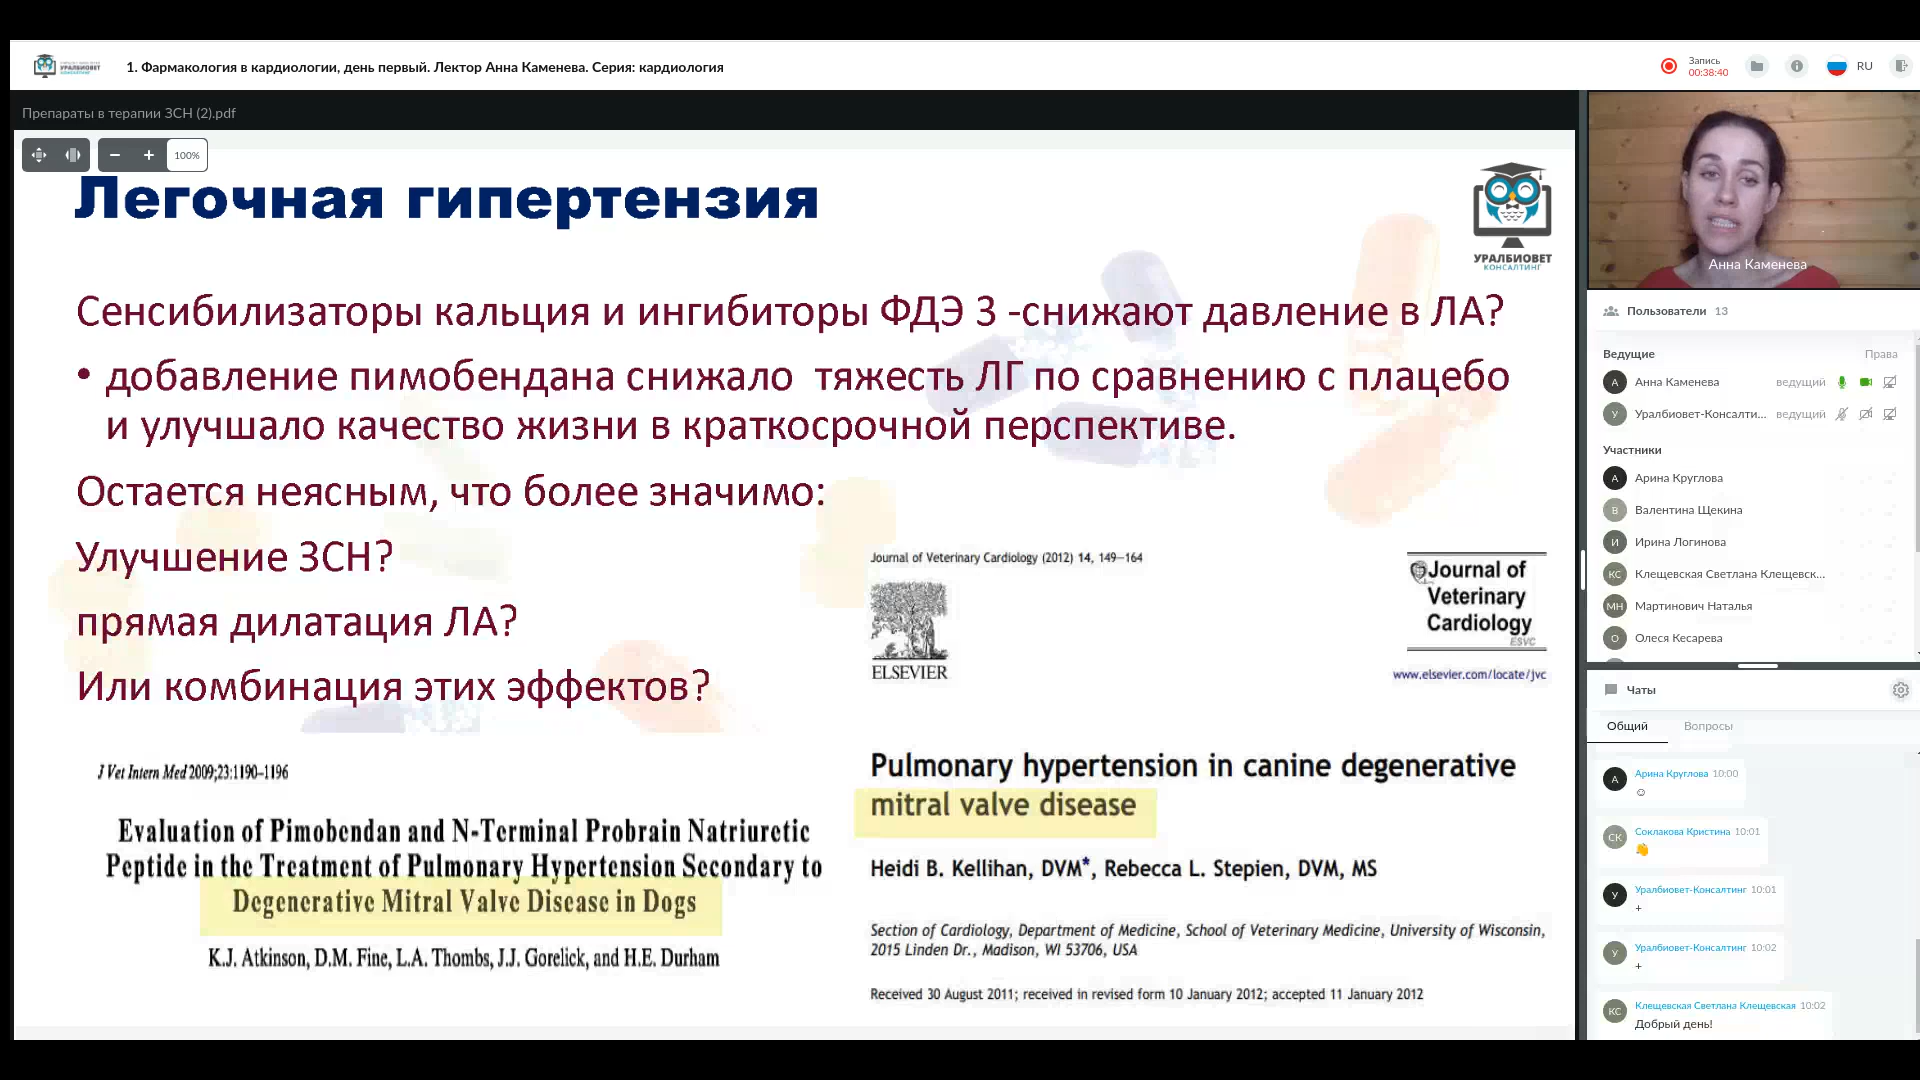 УРАЛБИОВЕТ
КОНСАЛТИНГ
1. Фармакология в кардиологии, день первый. Лектор Анна Каменева. Серия: кардиология
Запись
00:38:40
RU
Препараты в терапии ЗСН (2).pdf
100%
Легочная гипертензия
УРАЛБИОВЕТ
КОНСАЛТИНГ
Сенсибилизаторы кальция и ингибиторы ФДЭ 3 -снижают давление в ЛА?
• добавление пимобендана снижало тяжесть ЛГ по сравнению с плацебо
и улучшало качество жизни в краткосрочной перспективе.
Остается неясным, что более значимо:
Улучшение ЗСН?
прямая дилатация ЛА?
Или комбинация этих эффектов?
J Vet Intern Med 2009;23:1190–1196
Evaluation of Pimobendan and N-Terminal Probrain Natriuretic
Peptide in the Treatment of Pulmonary Hypertension Secondary to
Degenerative Mitral Valve Disease in Dogs
K.J. Atkinson, D.M. Fine, L.A. Thombs, J.J. Gorelick, and H.E. Durham
Journal of Veterinary Cardiology (2012) 14, 149–164
ELSEVIER
Journal of
Veterinary
Cardiology
ESVC
www.elsevier.com/locate/jvc
Pulmonary hypertension in canine degenerative
mitral valve disease
Heidi B. Kellihan, DVM*, Rebecca L. Stepien, DVM, MS
Section of Cardiology, Department of Medicine, School of Veterinary Medicine, University of Wisconsin,
2015 Linden Dr., Madison, WI 53706, USA
Received 30 August 2011; received in revised form 10 January 2012; accepted 11 January 2012
Анна Каменева
Пользователи 13
Ведущие Права
А Анна Каменева ведущий
У Уралбиовет-Консалти... ведущий
Участники
А Арина Круглова
В Валентина Щекина
И Ирина Логинова
КС Клещевская Светлана Клещевск...
МН Мартинович Наталья
О Олеся Кесарева
Чаты
Общий Вопросы
А Арина Круглова 10:00
☺
СК Соклакова Кристина 10:01
👏
У Уралбиовет-Консалтинг 10:01
+
У Уралбиовет-Консалтинг 10:02
+
КС Клещевская Светлана Клещевская 10:02
Добрый день!